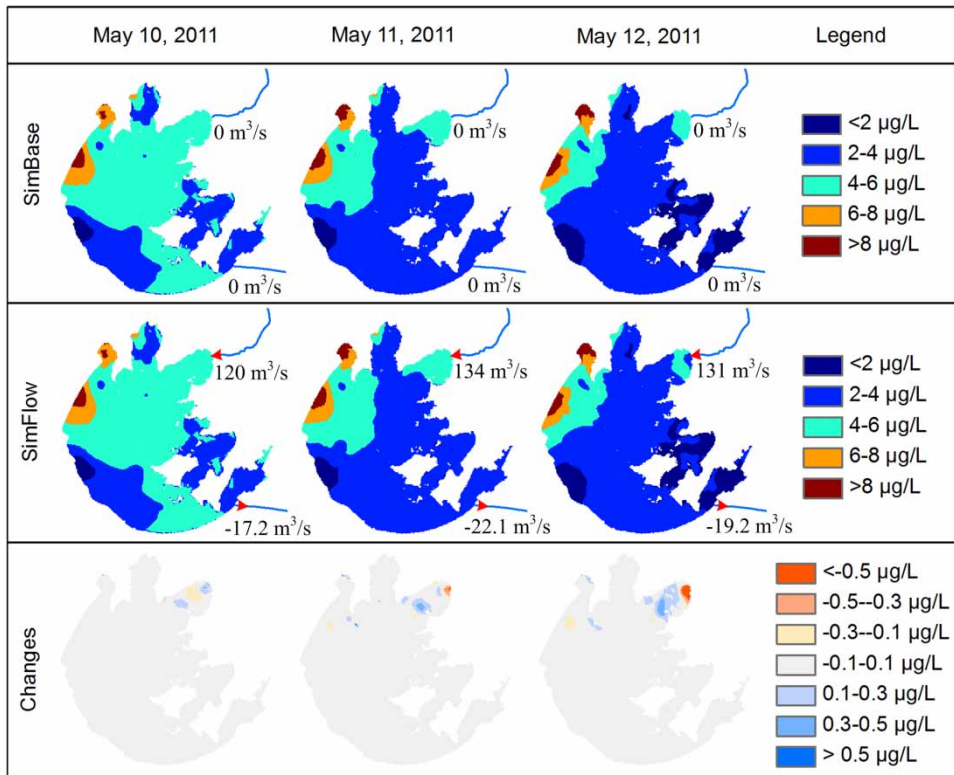 May 10, 2011 May 11, 2011 May 12, 2011 Legend
SimBase
0 m³/s 0 m³/s 0 m³/s
0 m³/s 0 m³/s 0 m³/s
<2 µg/L
2-4 µg/L
4-6 µg/L
6-8 µg/L
>8 µg/L
SimFlow
120 m³/s 134 m³/s 131 m³/s
-17.2 m³/s -22.1 m³/s -19.2 m³/s
<2 µg/L
2-4 µg/L
4-6 µg/L
6-8 µg/L
>8 µg/L
Changes
<-0.5 µg/L
-0.5--0.3 µg/L
-0.3--0.1 µg/L
-0.1-0.1 µg/L
0.1-0.3 µg/L
0.3-0.5 µg/L
> 0.5 µg/L